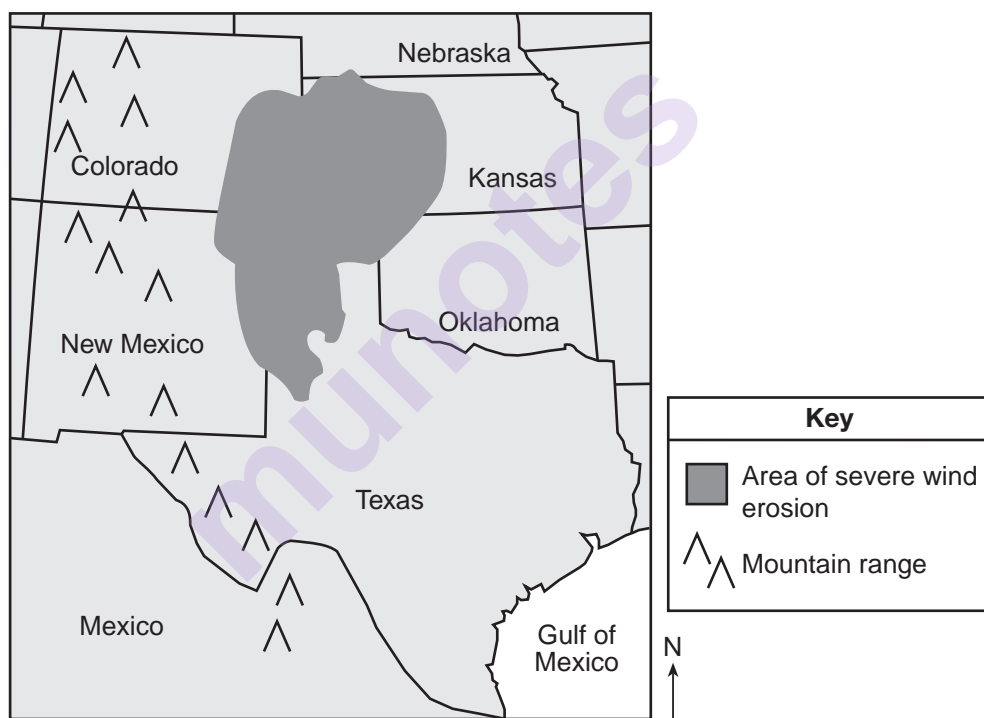 Nebraska
Colorado
Kansas
New Mexico
Oklahoma
Texas
Mexico
Gulf of
Mexico
Key
Area of severe wind
erosion
Mountain range
N
munotes